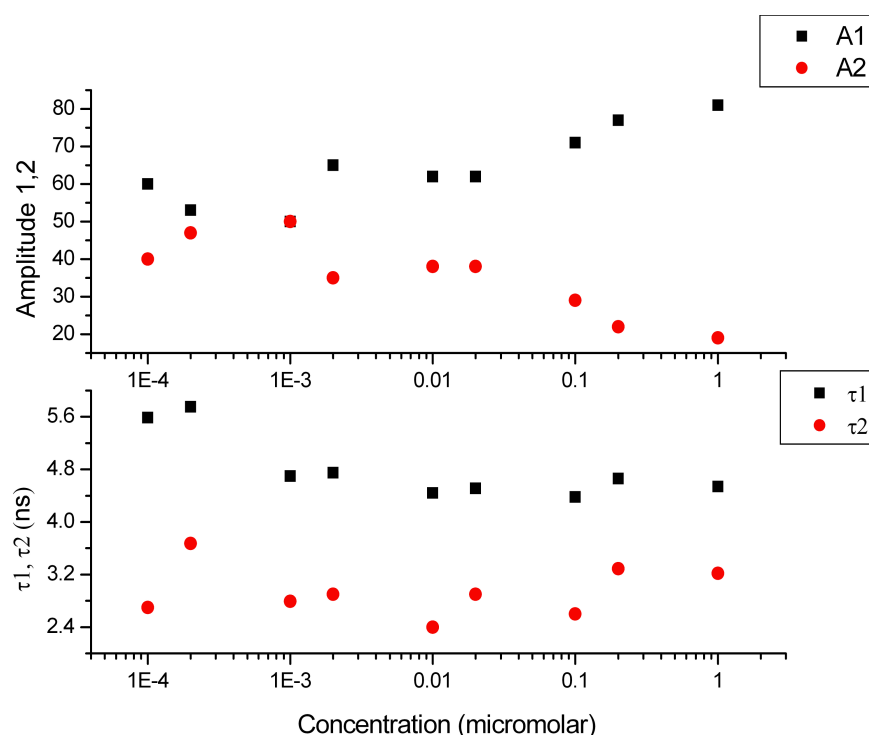 A1
A2
80
70
60
50
40
30
20
Amplitude 1,2
1E-4 1E-3 0.01 0.1 1
τ1
τ2
5.6
4.8
4.0
3.2
2.4
τ1, τ2 (ns)
1E-4 1E-3 0.01 0.1 1
Concentration (micromolar)